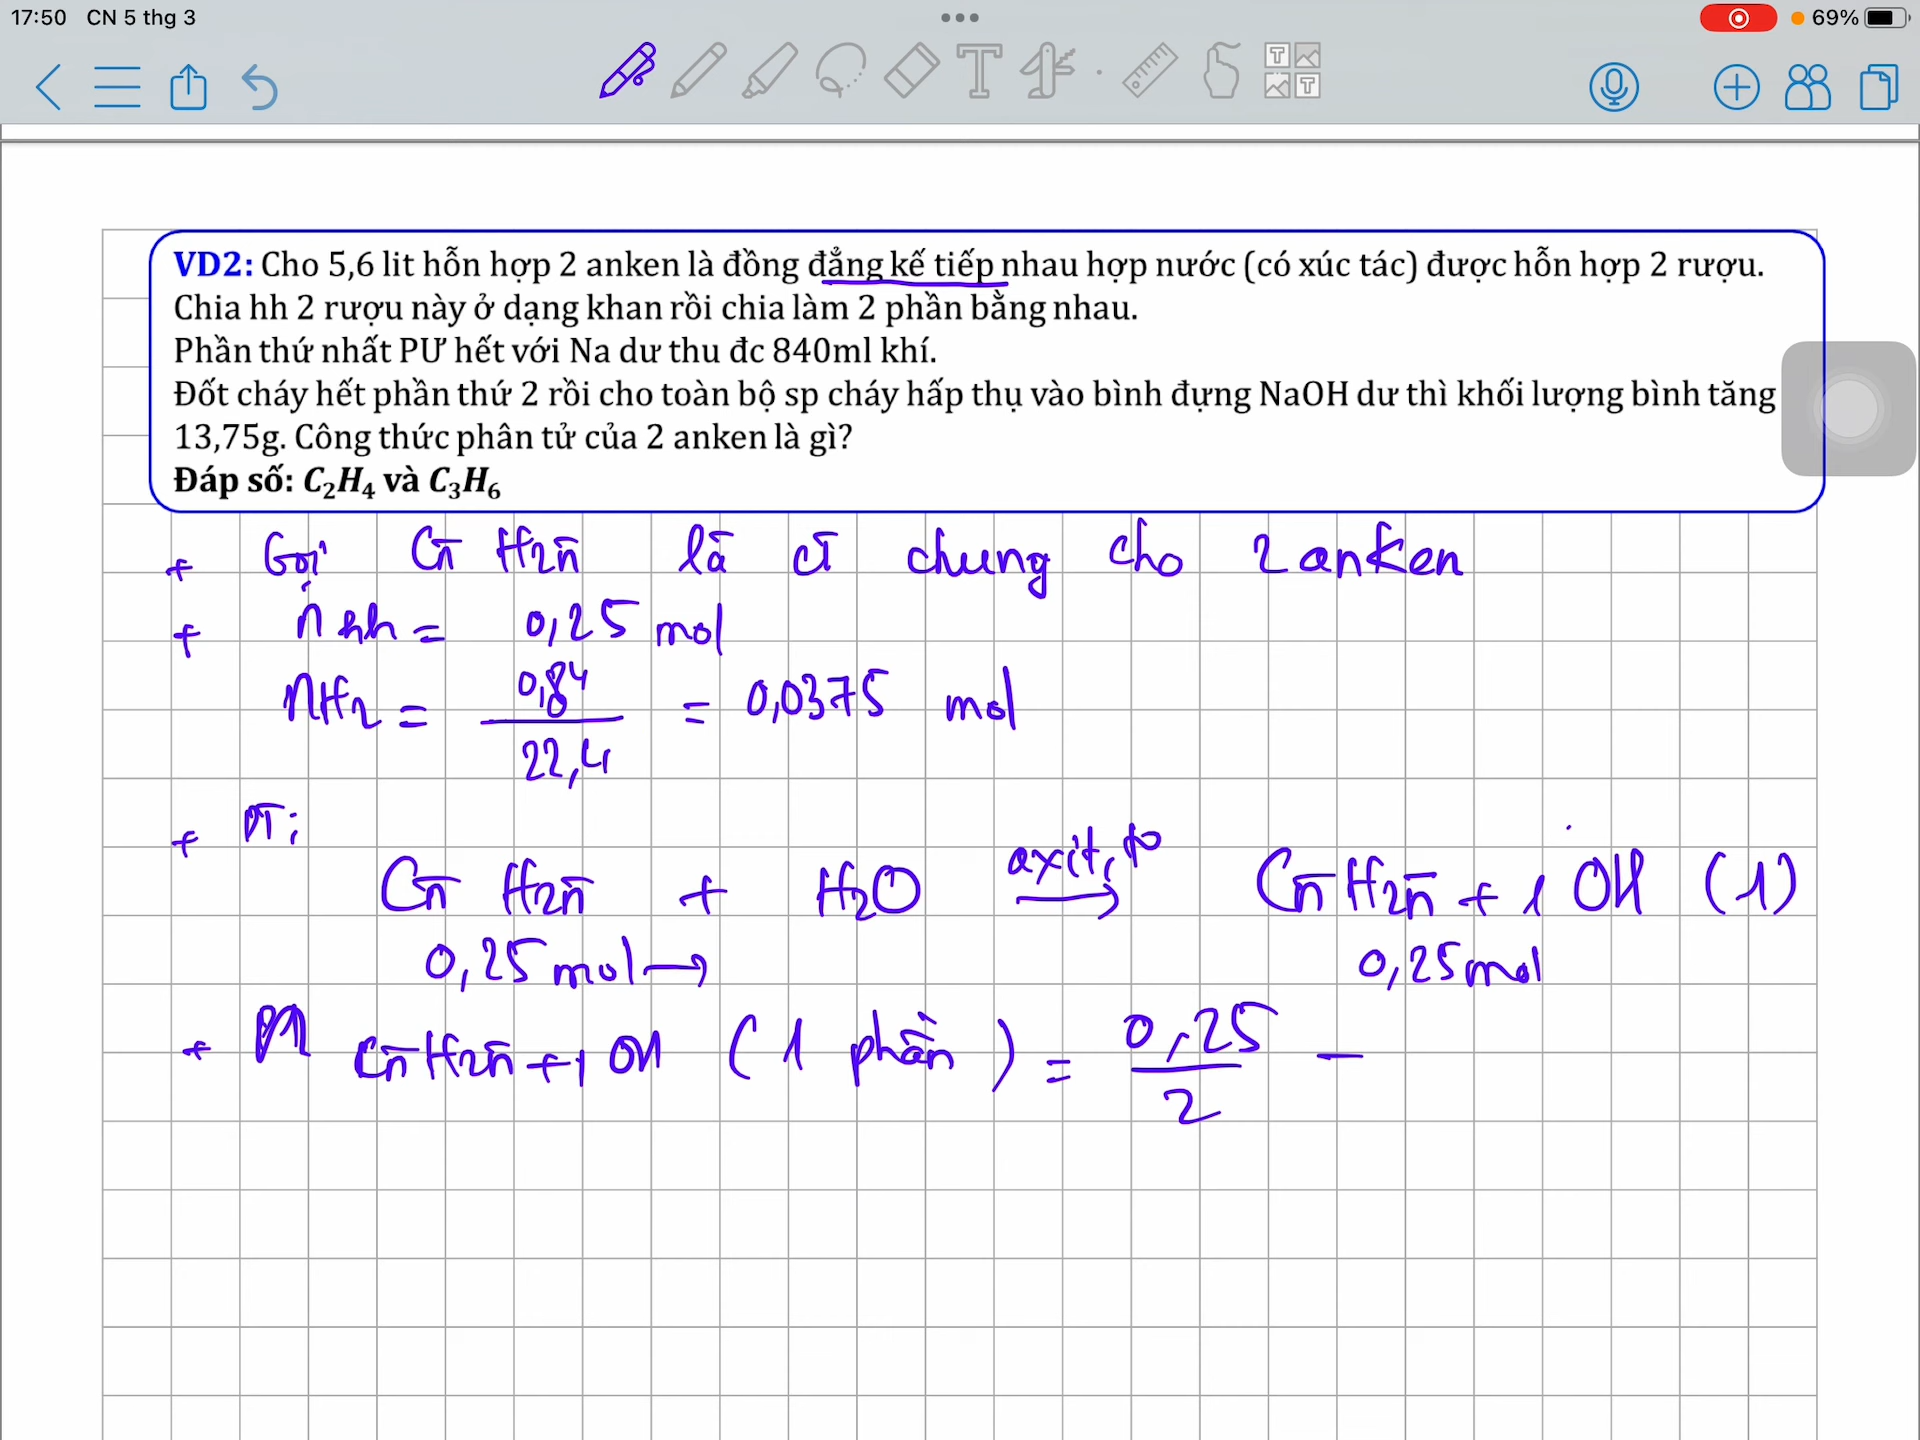 17:50 CN 5 thg 3
69%
VD2: Cho 5,6 lit hỗn hợp 2 anken là đồng đẳng kế tiếp nhau hợp nước (có xúc tác) được hỗn hợp 2 rượu.
Chia hh 2 rượu này ở dạng khan rồi chia làm 2 phần bằng nhau.
Phần thứ nhất PƯ hết với Na dư thu đc 840ml khí.
Đốt cháy hết phần thứ 2 rồi cho toàn bộ sp cháy hấp thụ vào bình đựng NaOH dư thì khối lượng bình tăng
13,75g. Công thức phân tử của 2 anken là gì?
Đáp số: C₂H₄ và C₃H₆
+ Gọi Cn̄ H2n̄ là CT chung cho 2 anken
+ nhh = 0,25 mol
nH2 = 0,84 / 22,4 = 0,0375 mol
+ PT:
Cn̄ H2n̄ + H2O axit, to → Cn̄ H2n̄+1 OH (1)
0,25 mol → 0,25 mol
+ n Cn̄ H2n̄+1 OH (1 phần) = 0,25 / 2 –